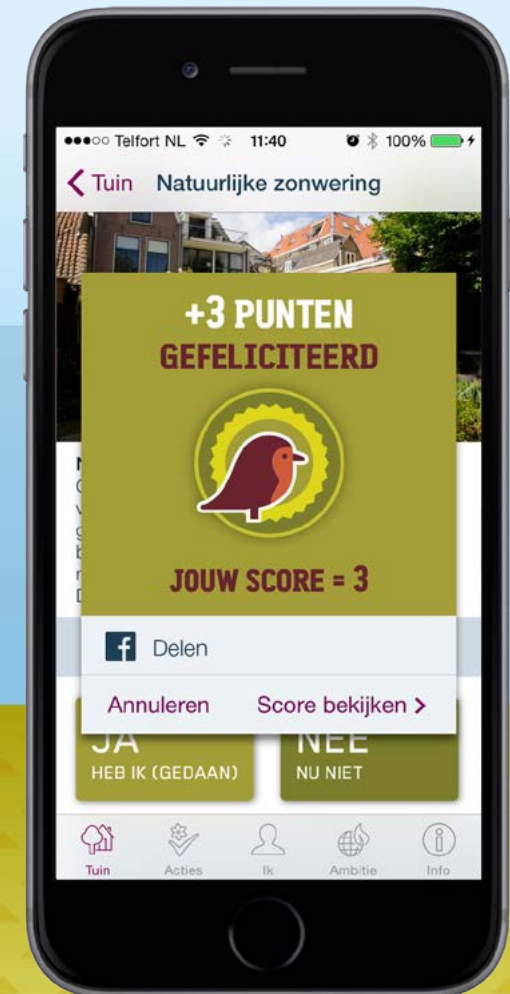 Telfort NL 11:40 100%
Tuin Natuurlijke zonwering
+3 PUNTEN
GEFELICITEERD
JOUW SCORE = 3
Delen
Annuleren Score bekijken >
JA
HEB IK (GEDAAN)
NEE
NU NIET
Tuin Acties Ik Ambitie Info